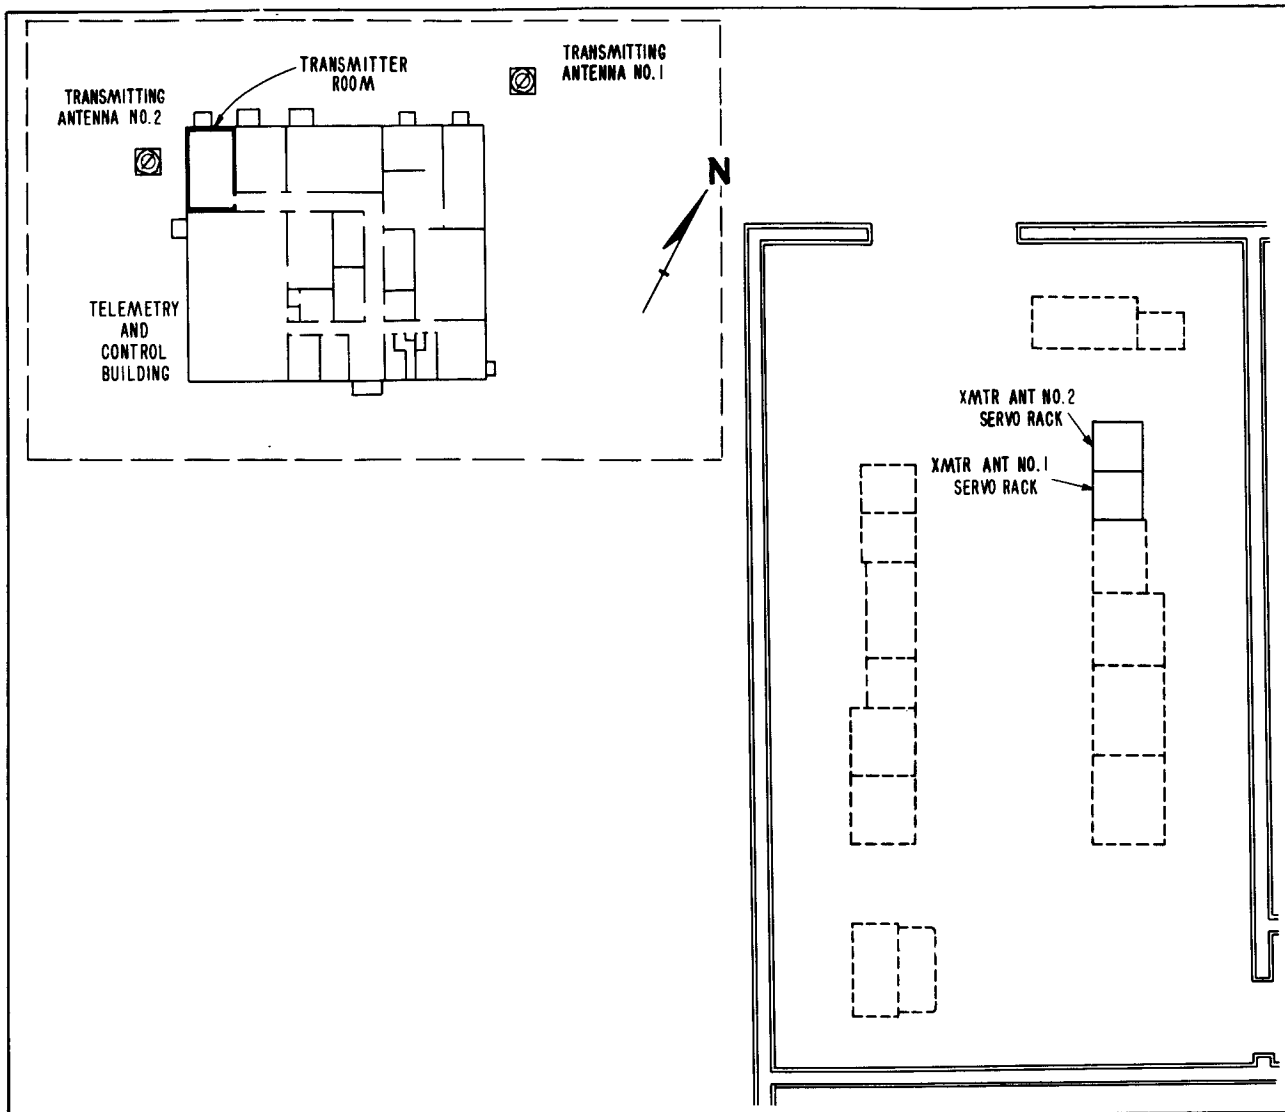 TRANSMITTING
ANTENNA NO.1
TRANSMITTER
ROOM
TRANSMITTING
ANTENNA NO.2
N
TELEMETRY
AND
CONTROL
BUILDING
XMTR ANT NO.2
SERVO RACK
XMTR ANT NO.1
SERVO RACK